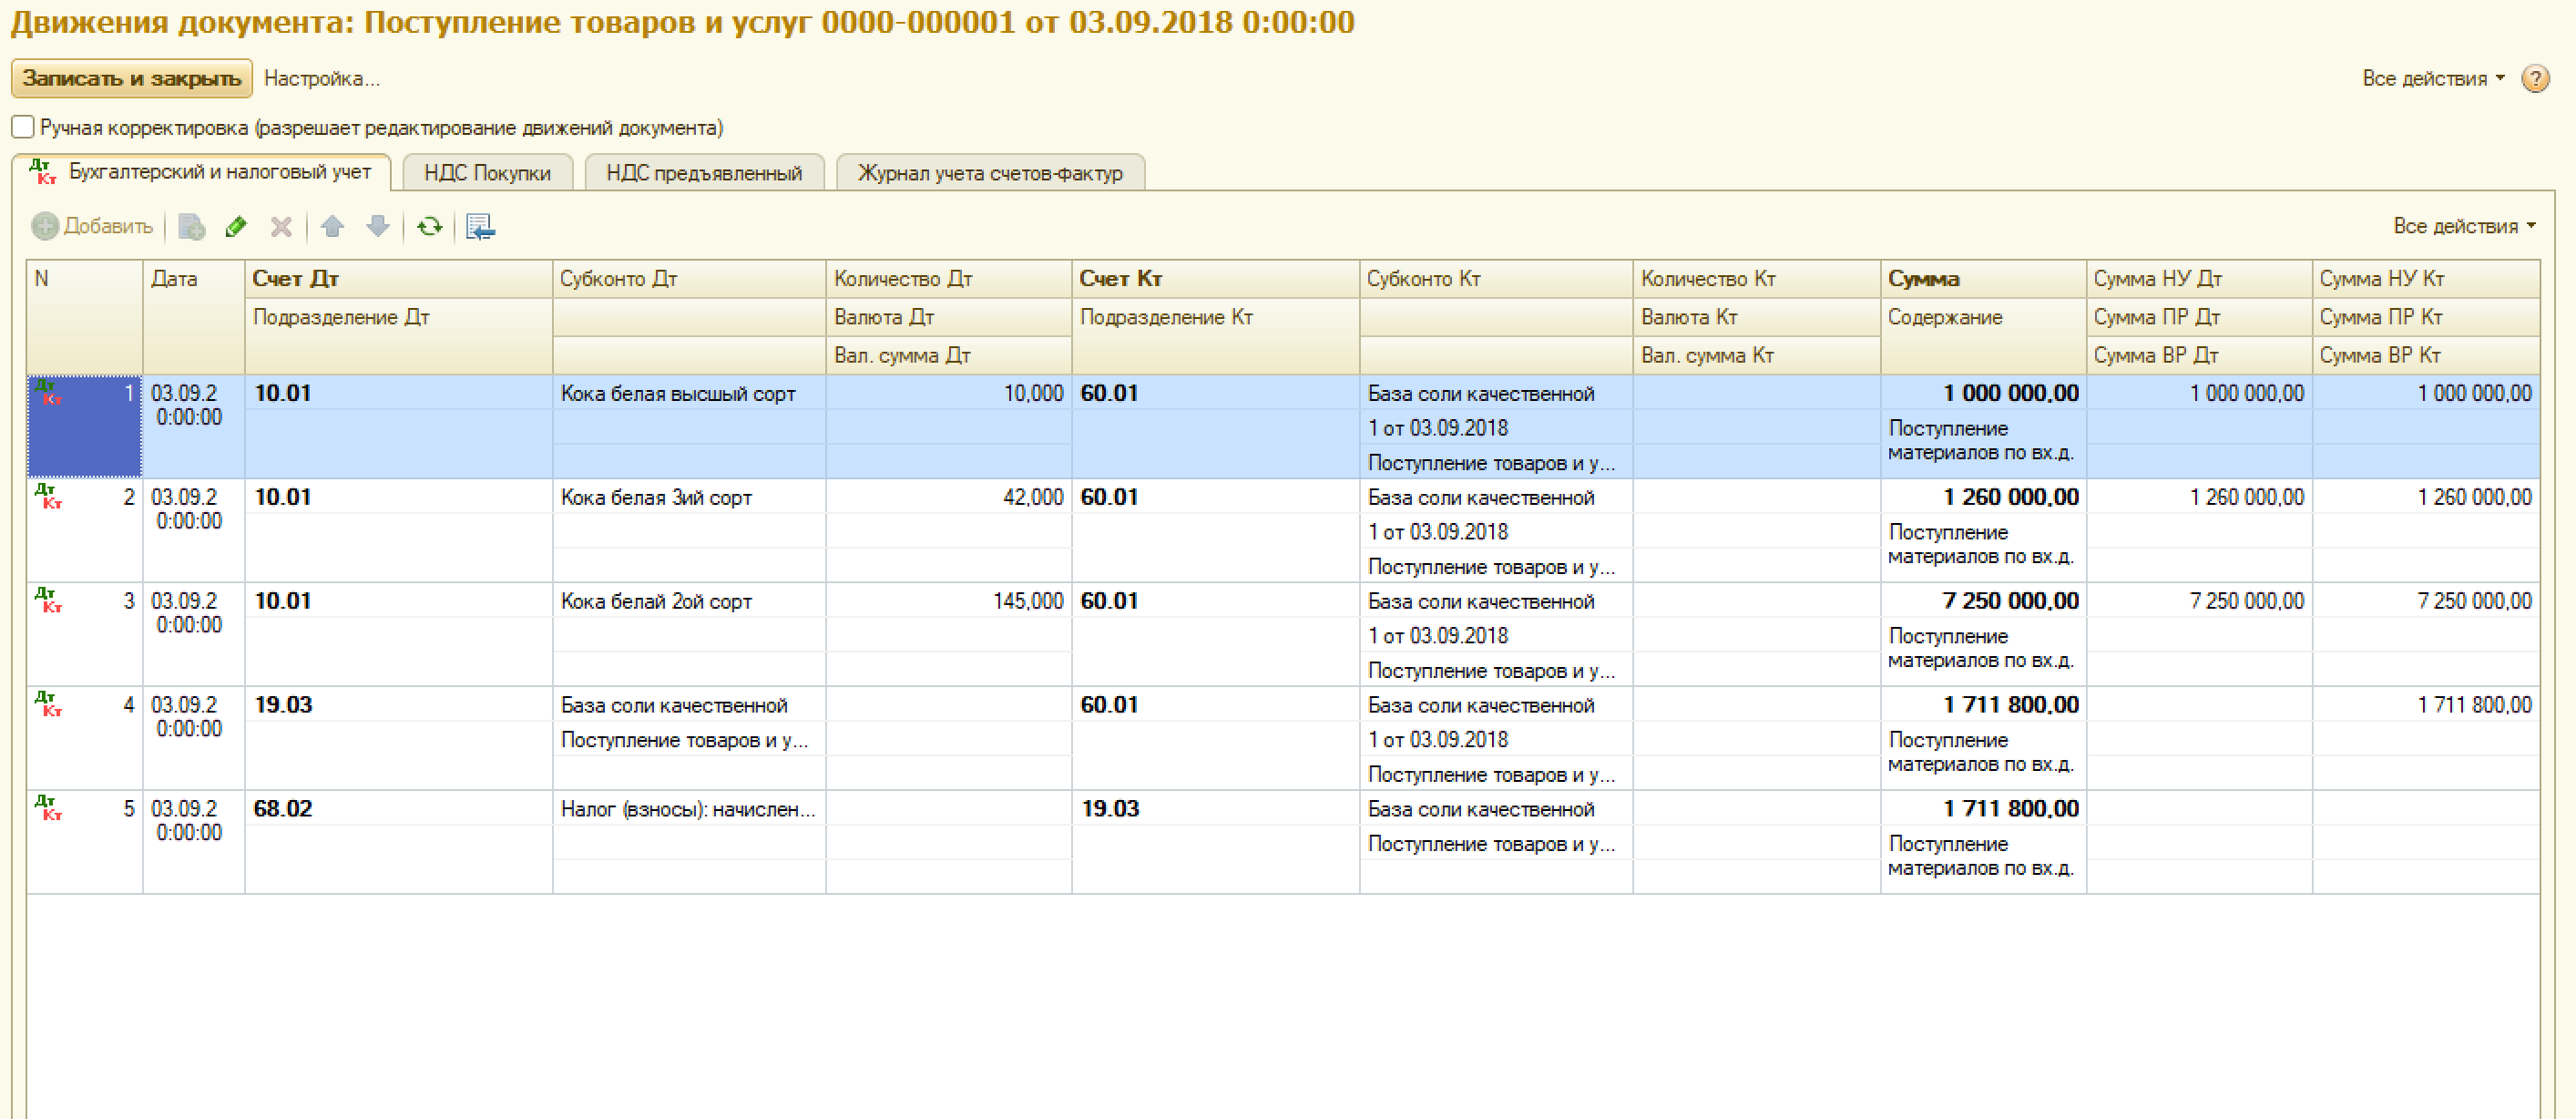 Движения документа: Поступление товаров и услуг 0000-000001 от 03.09.2018 0:00:00
Записать и закрыть Настройка... Все действия ?
Ручная корректировка (разрешает редактирование движений документа)
Дт Кт Бухгалтерский и налоговый учет НДС Покупки НДС предъявленный Журнал учета счетов-фактур
Добавить Все действия
N Дата Счет Дт Субконто Дт Количество Дт Счет Кт Субконто Кт Количество Кт Сумма Сумма НУ Дт Сумма НУ Кт
Подразделение Дт Валюта Дт Подразделение Кт Валюта Кт Содержание Сумма ПР Дт Сумма ПР Кт
Вал. сумма Дт Вал. сумма Кт Сумма ВР Дт Сумма ВР Кт
Дт Кт 1 03.09.2 10.01 Кока белая высшый сорт 10,000 60.01 База соли качественной 1 000 000,00 1 000 000,00 1 000 000,00
0:00:00 1 от 03.09.2018 Поступление
Поступление товаров и у... материалов по вх.д.
Дт Кт 2 03.09.2 10.01 Кока белая 3ий сорт 42,000 60.01 База соли качественной 1 260 000,00 1 260 000,00 1 260 000,00
0:00:00 1 от 03.09.2018 Поступление
Поступление товаров и у... материалов по вх.д.
Дт Кт 3 03.09.2 10.01 Кока белай 2ой сорт 145,000 60.01 База соли качественной 7 250 000,00 7 250 000,00 7 250 000,00
0:00:00 1 от 03.09.2018 Поступление
Поступление товаров и у... материалов по вх.д.
Дт Кт 4 03.09.2 19.03 База соли качественной 60.01 База соли качественной 1 711 800,00 1 711 800,00
0:00:00 Поступление товаров и у... 1 от 03.09.2018 Поступление
Поступление товаров и у... материалов по вх.д.
Дт Кт 5 03.09.2 68.02 Налог (взносы): начислен... 19.03 База соли качественной 1 711 800,00
0:00:00 Поступление товаров и у... Поступление
материалов по вх.д.